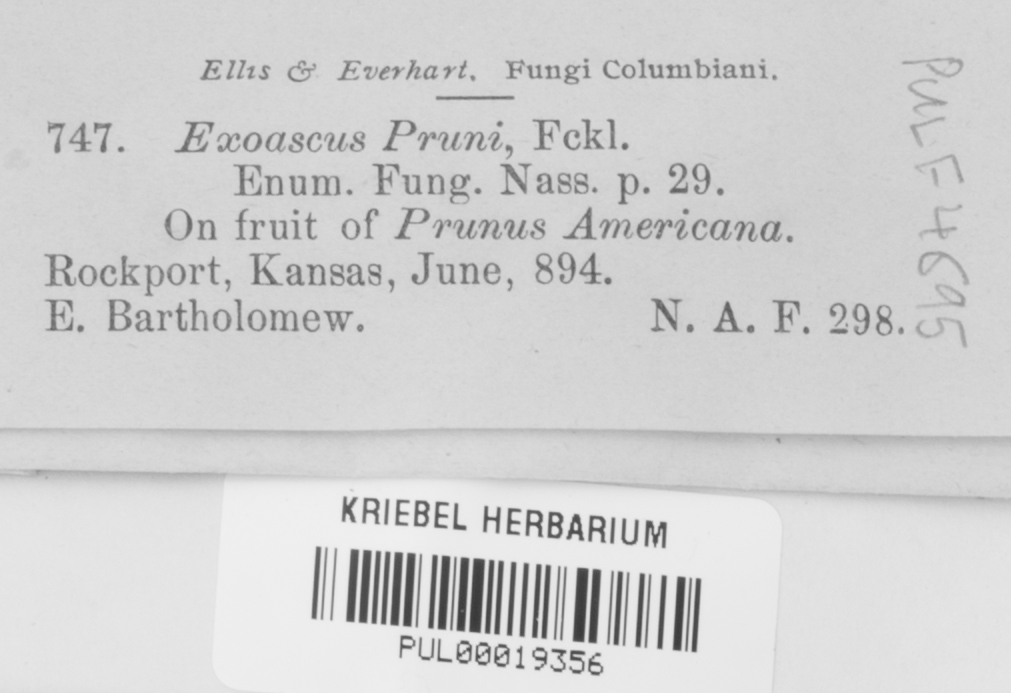 Ellis & Everhart. Fungi Columbiani.
747. Exoascus Pruni, Fckl.
Enum. Fung. Nass. p. 29.
On fruit of Prunus Americana.
Rockport, Kansas, June, 894.
E. Bartholomew. N. A. F. 298.
PUL F 4695
KRIEBEL HERBARIUM
PUL00019356